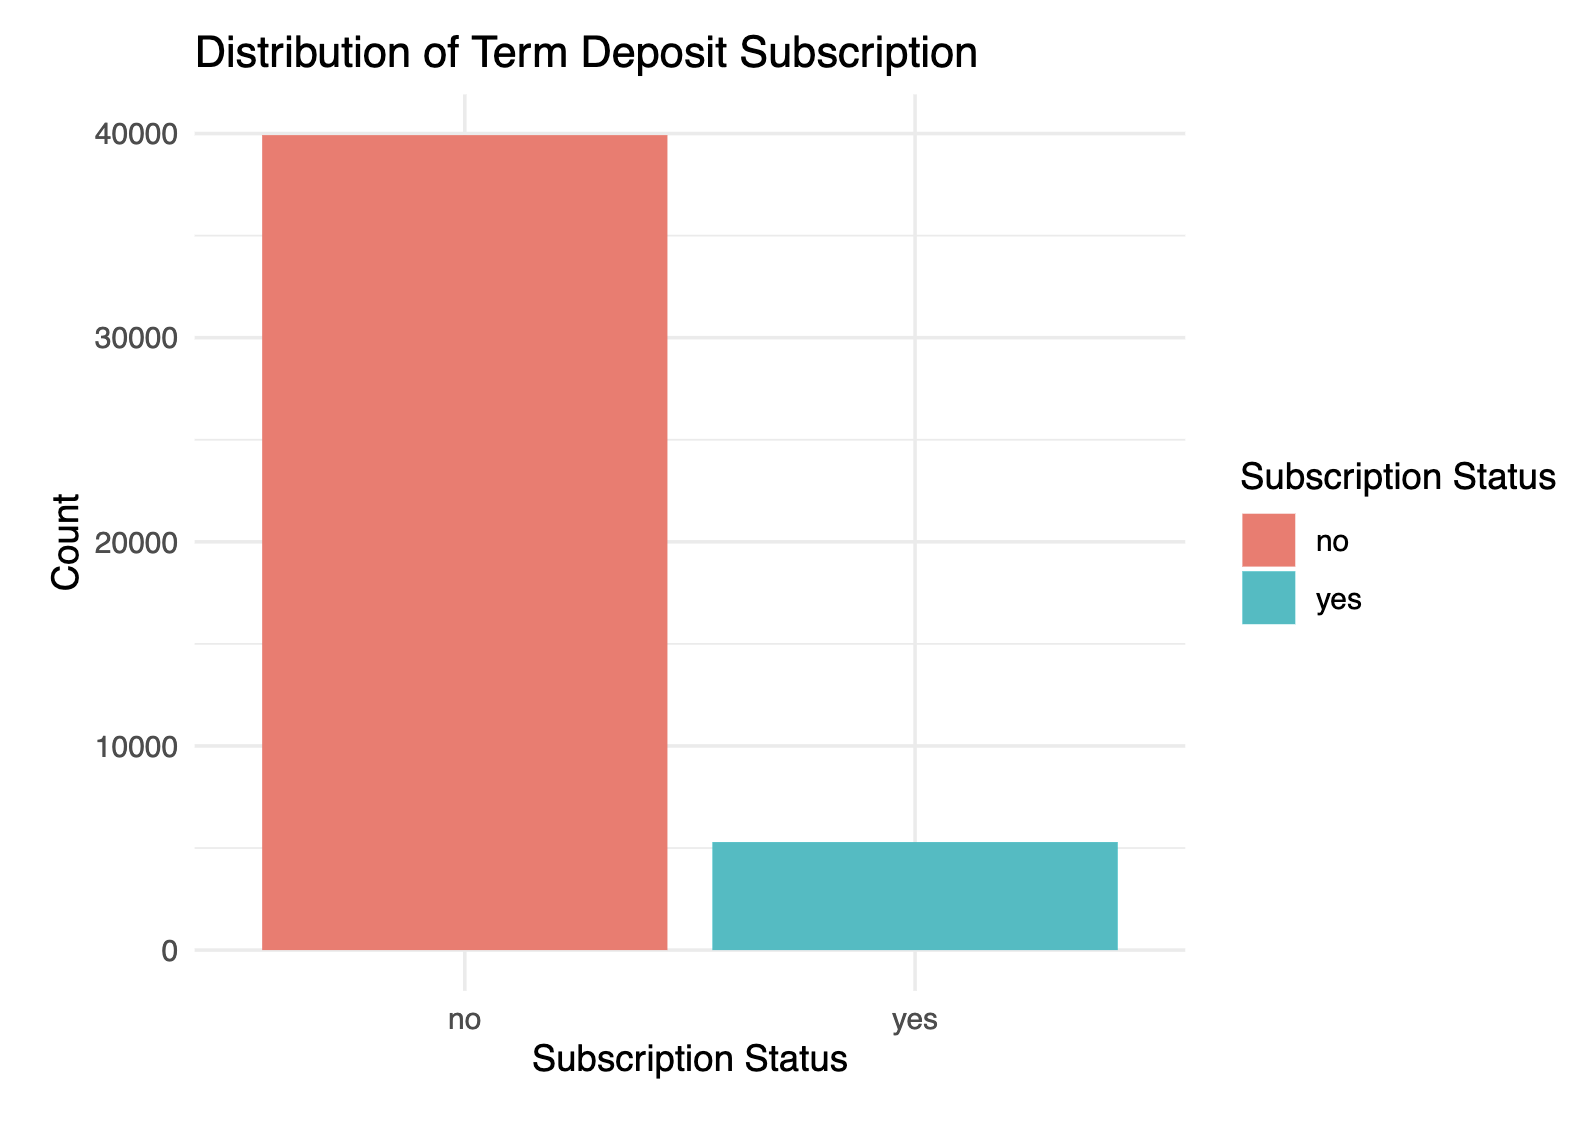 Distribution of Term Deposit Subscription
40000
30000
20000
10000
0
Count
no
yes
Subscription Status
Subscription Status
no
yes